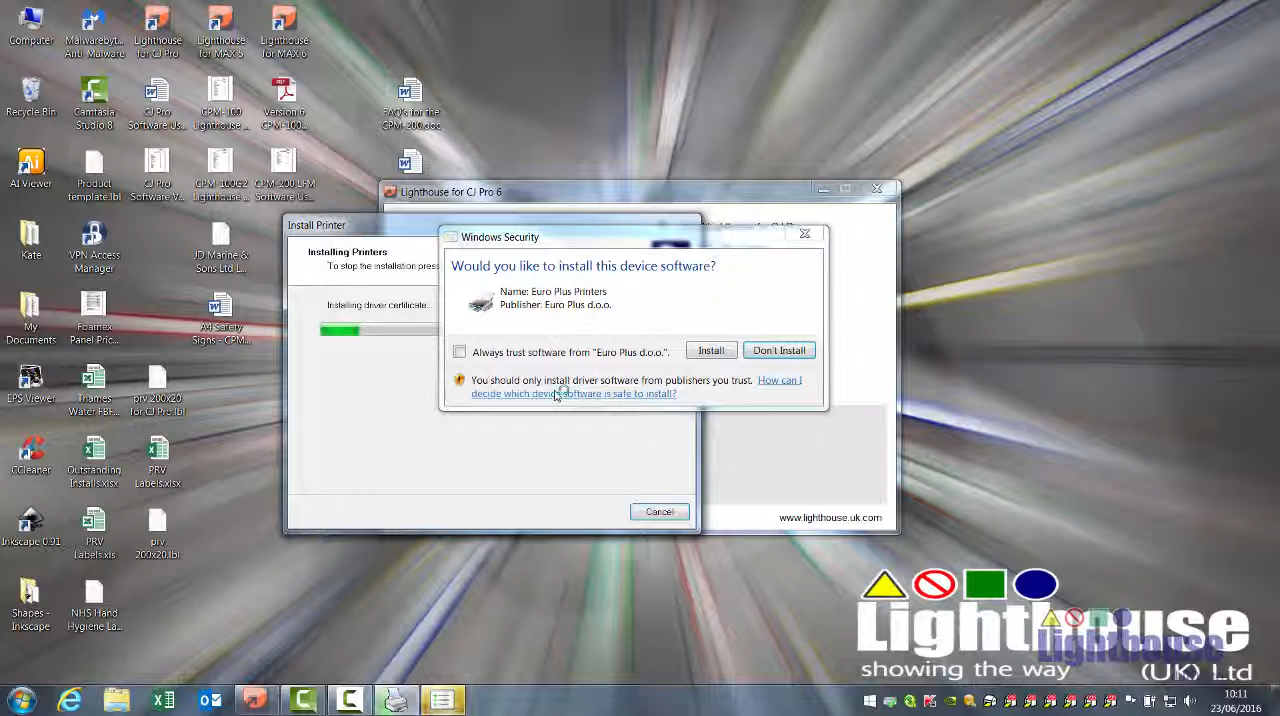 Computer
Malwarebyt...
Anti-Malware
Lighthouse
for CJ Pro
Lighthouse
for MAX 5
Lighthouse
for MAX 6
Recycle Bin
Camtasia
Studio 8
CJ Pro
Software Us...
CPM-100
Lighthouse ...
Version 6
CPM-100...
FAQ's for the
CPM-200.doc
AI Viewer
Product
template.lbl
CJ Pro
Software V...
CPM-100G2
Lighthouse ...
CPM-200 LFM
Software Us...
Kate
VPN Access
Manager
JD Marine &
Sons Ltd L...
My
Documents
Foamex
Panel Pric...
A4 Safety
Signs - CPM...
EPS Viewer
Thames
Water FBF...
prv 200x20
for CJ Pro.lbl
CCleaner
Outstanding
Installs.xlsx
PRV
Labels.xlsx
Inkscape 0.91
PRV
Labels.xls
prv
200x20.lbl
Shapes -
Inkscape
NHS Hand
Hygiene La...
Lighthouse for CJ Pro 6
Install Printer
Installing Printers
To stop the installation press
Installing driver certificate...
Cancel
Windows Security
Would you like to install this device software?
Name: Euro Plus Printers
Publisher: Euro Plus d.o.o.
Always trust software from "Euro Plus d.o.o.".
Install
Don't Install
You should only install driver software from publishers you trust. How can I
decide which device software is safe to install?
www.lighthouse.uk.com
Lighthouse
showing the way (UK) Ltd
Lighthouse
10:11
23/06/2016